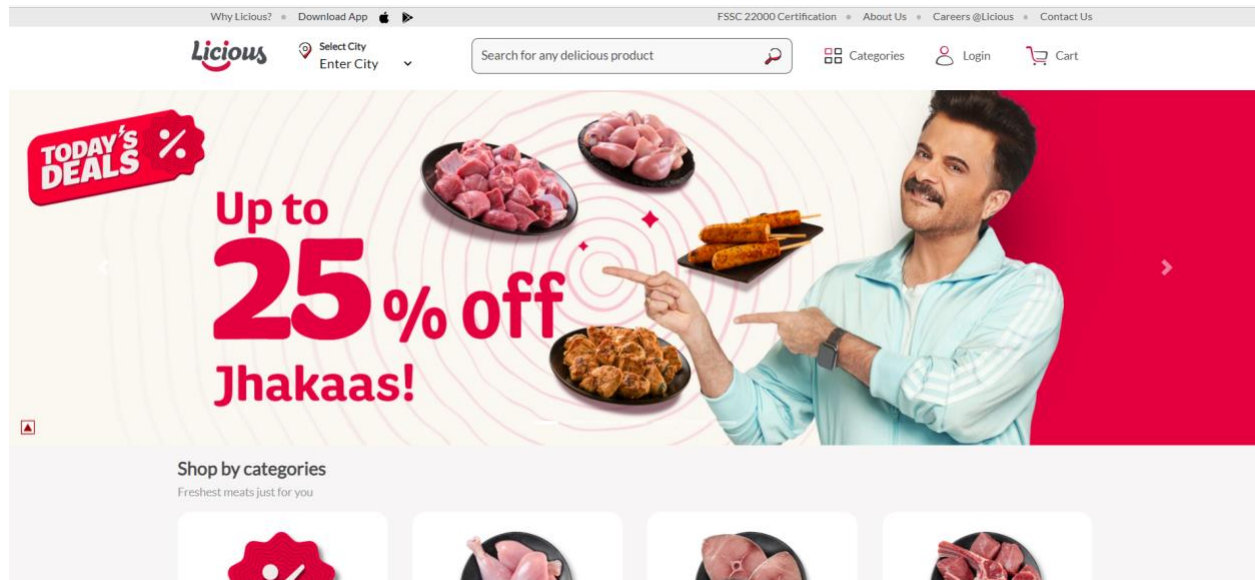 Why Licious?
Download App
FSSC 22000 Certification
About Us
Careers @Licious
Contact Us
Licious
Select City
Enter City
Search for any delicious product
Categories
Login
Cart
TODAY'S
DEALS
%
Up to
25% off
Jhakaas!
Shop by categories
Freshest meats just for you
%